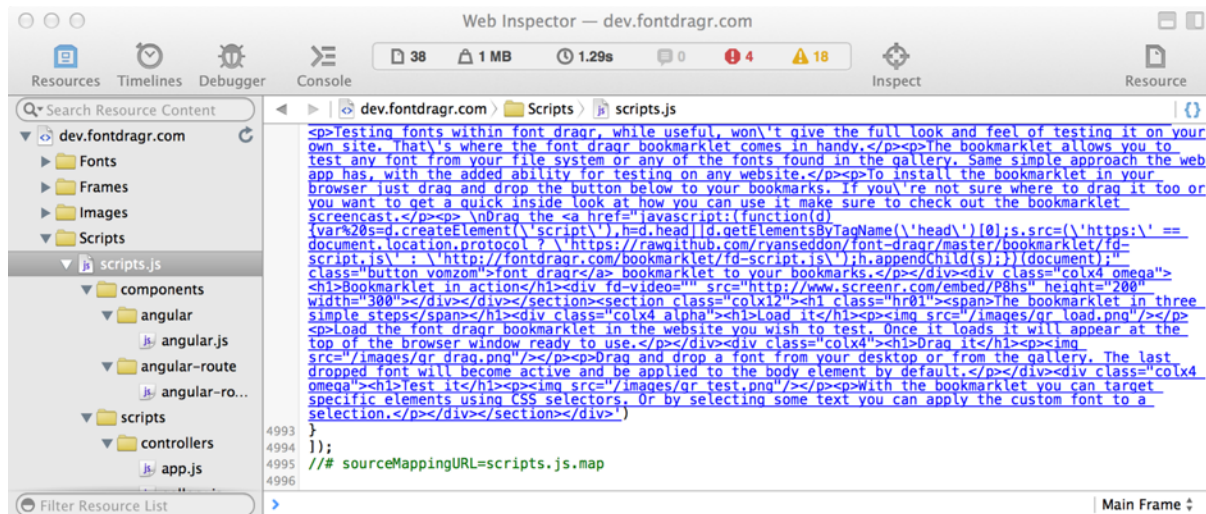 Web Inspector — dev.fontdragr.com
38 1 MB 1.29s 0 4 18
Resources Timelines Debugger Console Inspect Resource
Search Resource Content
dev.fontdragr.com Scripts scripts.js {}
dev.fontdragr.com
Fonts
Frames
Images
Scripts
scripts.js
components
angular
angular.js
angular-route
angular-ro...
scripts
controllers
app.js
Filter Resource List
<p>Testing fonts within font dragr, while useful, won\'t give the full look and feel of testing it on your
own site. That\'s where the font dragr bookmarklet comes in handy.</p><p>The bookmarklet allows you to
test any font from your file system or any of the fonts found in the gallery. Same simple approach the web
app has, with the added ability for testing on any website.</p><p>To install the bookmarklet in your
browser just drag and drop the button below to your bookmarks. If you\'re not sure where to drag it too or
you want to get a quick inside look at how you can use it make sure to check out the bookmarklet
screencast.</p><p> \nDrag the <a href="javascript:(function(d)
{var%20s=d.createElement(\'script\'),h=d.head||d.getElementsByTagName(\'head\')[0];s.src=(\'https:\' ==
document.location.protocol ? \'https://rawgithub.com/ryanseddon/font-dragr/master/bookmarklet/fd-
script.js\' : \'http://fontdragr.com/bookmarklet/fd-script.js\');h.appendChild(s);})(document);"
class="button vomzom">font dragr</a> bookmarklet to your bookmarks.</p></div><div class="colx4 omega">
<h1>Bookmarklet in action</h1><div fd-video="" src="http://www.screenr.com/embed/P8hs" height="200"
width="300"></div></div></section><section class="colx12"><h1 class="hr01"><span>The bookmarklet in three
simple steps</span></h1><div class="colx4 alpha"><h1>Load it</h1><p><img src="/images/gr_load.png"/></p>
<p>Load the font dragr bookmarklet in the website you wish to test. Once it loads it will appear at the
top of the browser window ready to use.</p></div><div class="colx4"><h1>Drag it</h1><p><img
src="/images/gr_drag.png"/></p><p>Drag and drop a font from your desktop or from the gallery. The last
dropped font will become active and be applied to the body element by default.</p></div><div class="colx4
omega"><h1>Test it</h1><p><img src="/images/gr_test.png"/></p><p>With the bookmarklet you can target
specific elements using CSS selectors. Or by selecting some text you can apply the custom font to a
selection.</p></div></section></div>')
4993 }
4994 ]);
4995 //# sourceMappingURL=scripts.js.map
4996
Main Frame